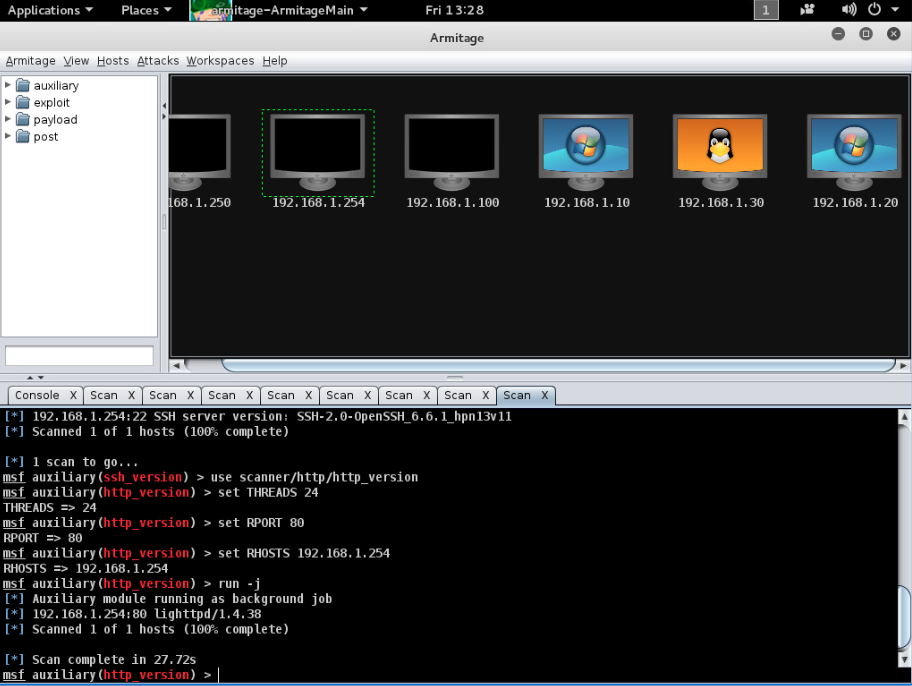 Applications Places armitage-ArmitageMain Fri 13:28 1
Armitage
Armitage View Hosts Attacks Workspaces Help
auxiliary
exploit
payload
post
168.1.250 192.168.1.254 192.168.1.100 192.168.1.10 192.168.1.30 192.168.1.20
Console X Scan X Scan X Scan X Scan X Scan X Scan X Scan X Scan X
[*] 192.168.1.254:22 SSH server version: SSH-2.0-OpenSSH_6.6.1_hpn13v11
[*] Scanned 1 of 1 hosts (100% complete)
[*] 1 scan to go...
msf auxiliary(ssh_version) > use scanner/http/http_version
msf auxiliary(http_version) > set THREADS 24
THREADS => 24
msf auxiliary(http_version) > set RPORT 80
RPORT => 80
msf auxiliary(http_version) > set RHOSTS 192.168.1.254
RHOSTS => 192.168.1.254
msf auxiliary(http_version) > run -j
[*] Auxiliary module running as background job
[*] 192.168.1.254:80 lighttpd/1.4.38
[*] Scanned 1 of 1 hosts (100% complete)
[*] Scan complete in 27.72s
msf auxiliary(http_version) >